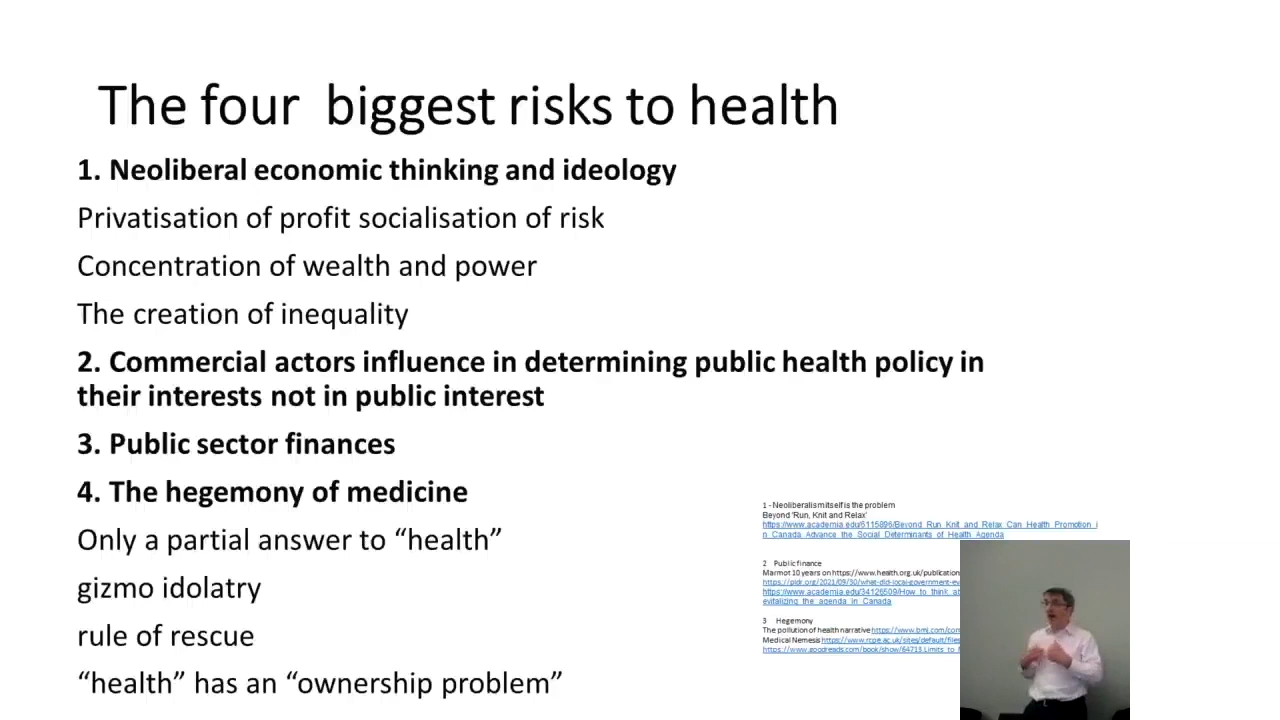 The four biggest risks to health
1. Neoliberal economic thinking and ideology
Privatisation of profit socialisation of risk
Concentration of wealth and power
The creation of inequality
2. Commercial actors influence in determining public health policy in
their interests not in public interest
3. Public sector finances
4. The hegemony of medicine
Only a partial answer to “health”
gizmo idolatry
rule of rescue
“health” has an “ownership problem”
1 - Neoliberalism itself is the problem
Beyond 'Run, Knit and Relax'
https://www.academia.edu/6115896/Beyond_Run_Knit_and_Relax_Can_Health_Promotion_i
n_Canada_Advance_the_Social_Determinants_of_Health_Agenda
2 Public finance
Marmot 10 years on https://www.health.org.uk/publication
https://pldr.org/2021/09/30/what-did-local-government-ev
https://www.academia.edu/34126509/How_to_think_ab
evitalizing_the_agenda_in_Canada
3 Hegemony
The pollution of health narrative https://www.bmj.com/con
Medical Nemesis https://www.rcpe.ac.uk/sites/default/files
https://www.goodreads.com/book/show/64713.Limits_to_